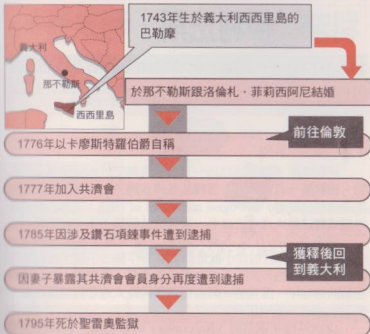 1743年生於義大利西西里島的
巴勒摩
義大利
那不勒斯
西西里島
於那不勒斯跟洛倫札‧菲莉西阿尼結婚
前往倫敦
1776年以卡廖斯特羅伯爵自稱
1777年加入共濟會
1785年因涉及鑽石項鍊事件遭到逮捕
獲釋後回
到義大利
因妻子暴露其共濟會會員身分再度遭到逮捕
1795年死於聖雷奧監獄